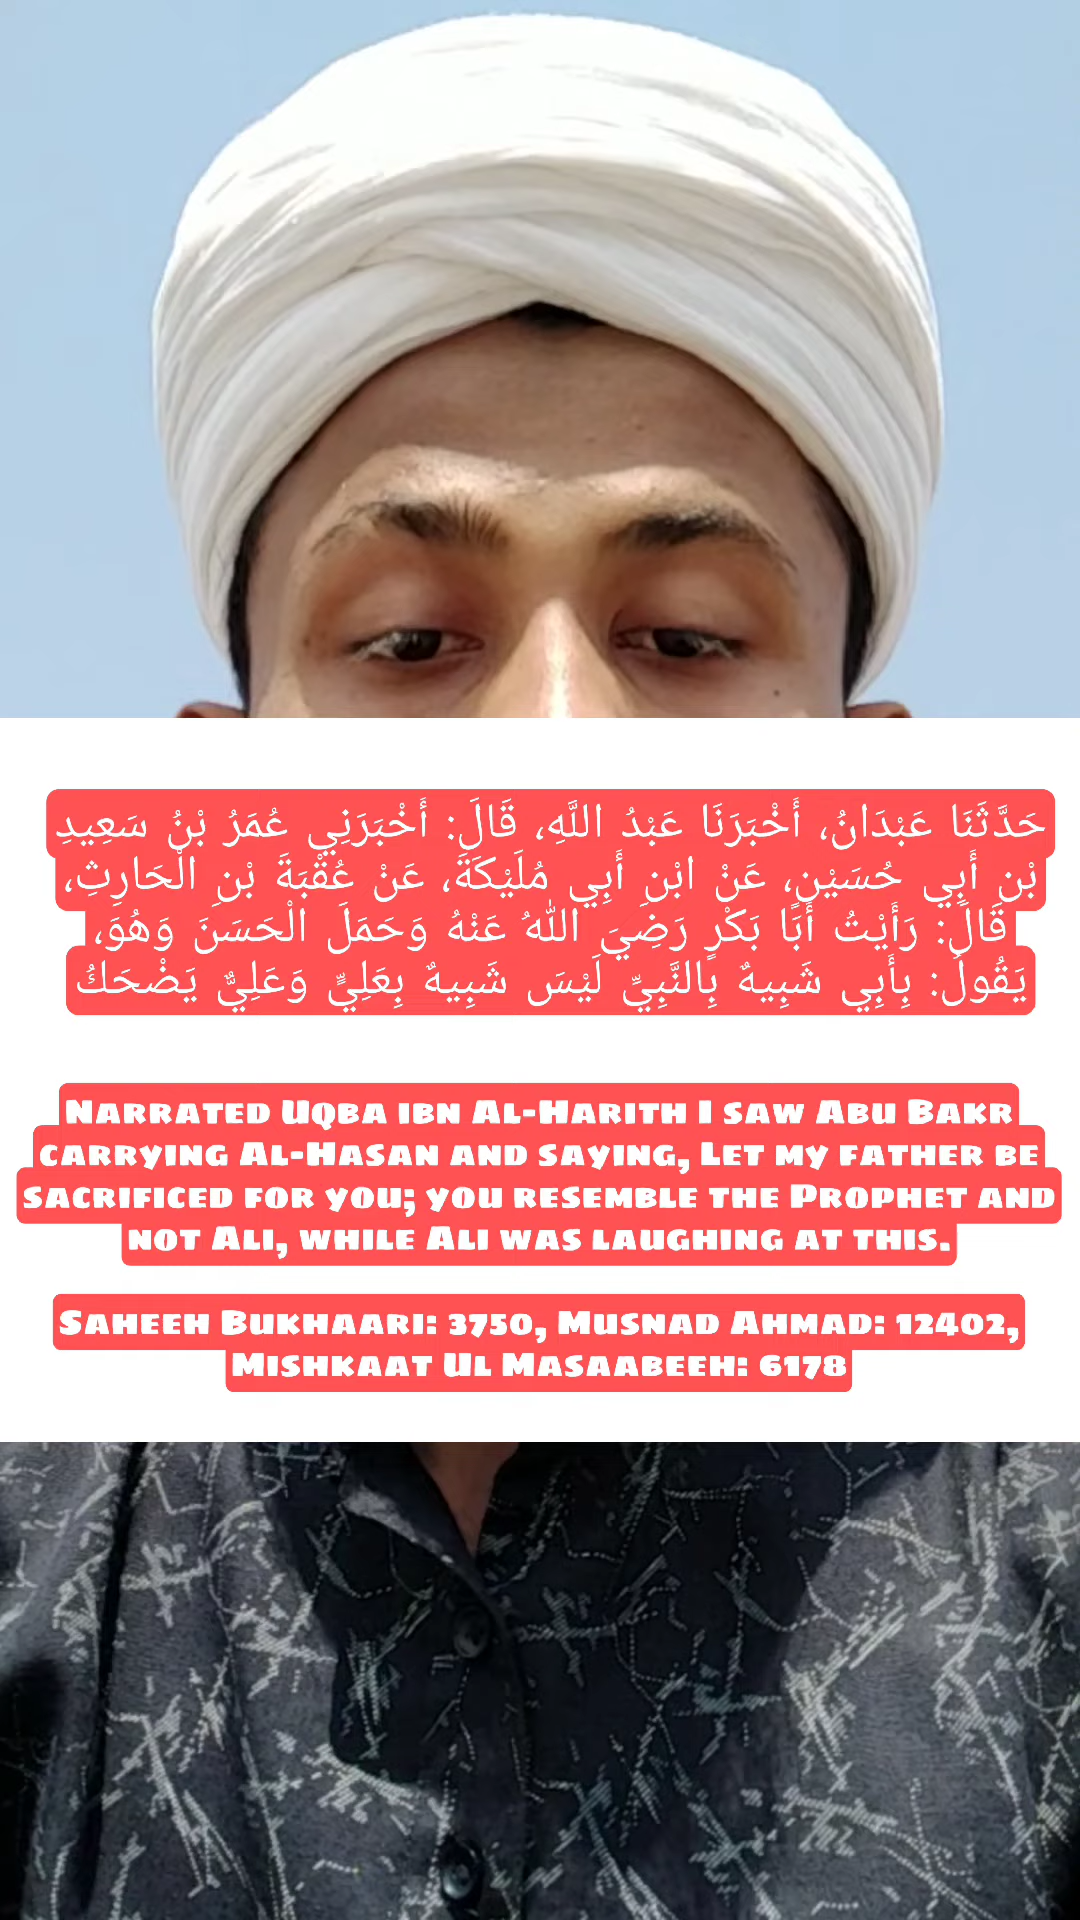 حَدَّثَنَا عَبْدَانُ، أَخْبَرَنَا عَبْدُ اللَّهِ، قَالَ: أَخْبَرَنِي عُمَرُ بْنُ سَعِيدِ
بْنِ أَبِي حُسَيْنٍ، عَنْ ابْنِ أَبِي مُلَيْكَةَ، عَنْ عُقْبَةَ بْنِ الْحَارِثِ،
قَالَ: رَأَيْتُ أَبَا بَكْرٍ رَضِيَ اللهُ عَنْهُ وَحَمَلَ الْحَسَنَ وَهُوَ،
يَقُولُ: بِأَبِي شَبِيهٌ بِالنَّبِيِّ لَيْسَ شَبِيهٌ بِعَلِيٍّ وَعَلِيٌّ يَضْحَكُ
Narrated Uqba ibn Al-Harith I saw Abu Bakr
carrying Al-Hasan and saying, Let my father be
sacrificed for you; you resemble the Prophet and
not Ali, while Ali was laughing at this.
Saheeh Bukhaari: 3750, Musnad Ahmad: 12402,
Mishkaat Ul Masaabeeh: 6178